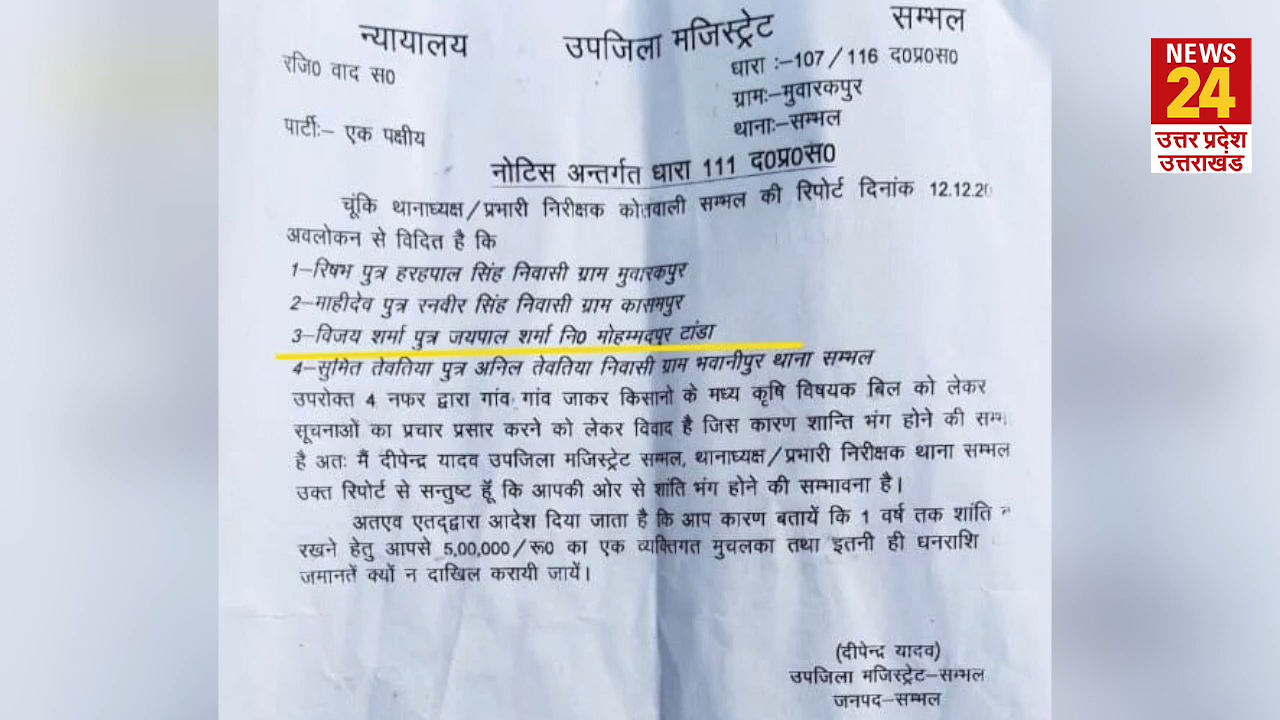 न्यायालय उपजिला मजिस्ट्रेट सम्भल
रजि0 वाद स0
धारा :–107/116 द0प्र0स0
ग्रामः–मुवारकपुर
पार्टीः– एक पक्षीय
थानाः–सम्भल
नोटिस अन्तर्गत धारा 111 द0प्र0स0
चूंकि थानाध्यक्ष/प्रभारी निरीक्षक कोतवाली सम्भल की रिपोर्ट दिनांक 12.12.20
अवलोकन से विदित है कि
1–रिषभ पुत्र हरहपाल सिंह निवासी ग्राम मुवारकपुर
2–माहीदेव पुत्र रनवीर सिंह निवासी ग्राम कासमपुर
3–विजय शर्मा पुत्र जयपाल शर्मा नि0 मोहम्मदपुर टांडा
4–सुमित तेवतिया पुत्र अनिल तेवतिया निवासी ग्राम भवानीपुर थाना सम्भल
उपरोक्त 4 नफर द्वारा गांव गांव जाकर किसानो के मध्य कृषि विषयक बिल को लेकर
सूचनाओं का प्रचार प्रसार करने को लेकर विवाद है जिस कारण शान्ति भंग होने की
है अतः मैं दीपेन्द्र यादव उपजिला मजिस्ट्रेट सम्भल, थानाध्यक्ष/प्रभारी निरीक्षक थाना सम्भल
उक्त रिपोर्ट से सन्तुष्ट हूँ कि आपकी ओर से शांति भंग होने की सम्भावना है।
अतएव एतद्द्वारा आदेश दिया जाता है कि आप कारण बतायें कि 1 वर्ष तक शांति
रखने हेतु आपसे 5,00,000/रू0 का एक व्यक्तिगत मुचलका तथा इतनी ही धनराशि
जमानतें क्यों न दाखिल करायी जायें।
(दीपेन्द्र यादव)
उपजिला मजिस्ट्रेट–सम्भल
जनपद–सम्भल
NEWS
24
उत्तर प्रदेश
उत्तराखंड